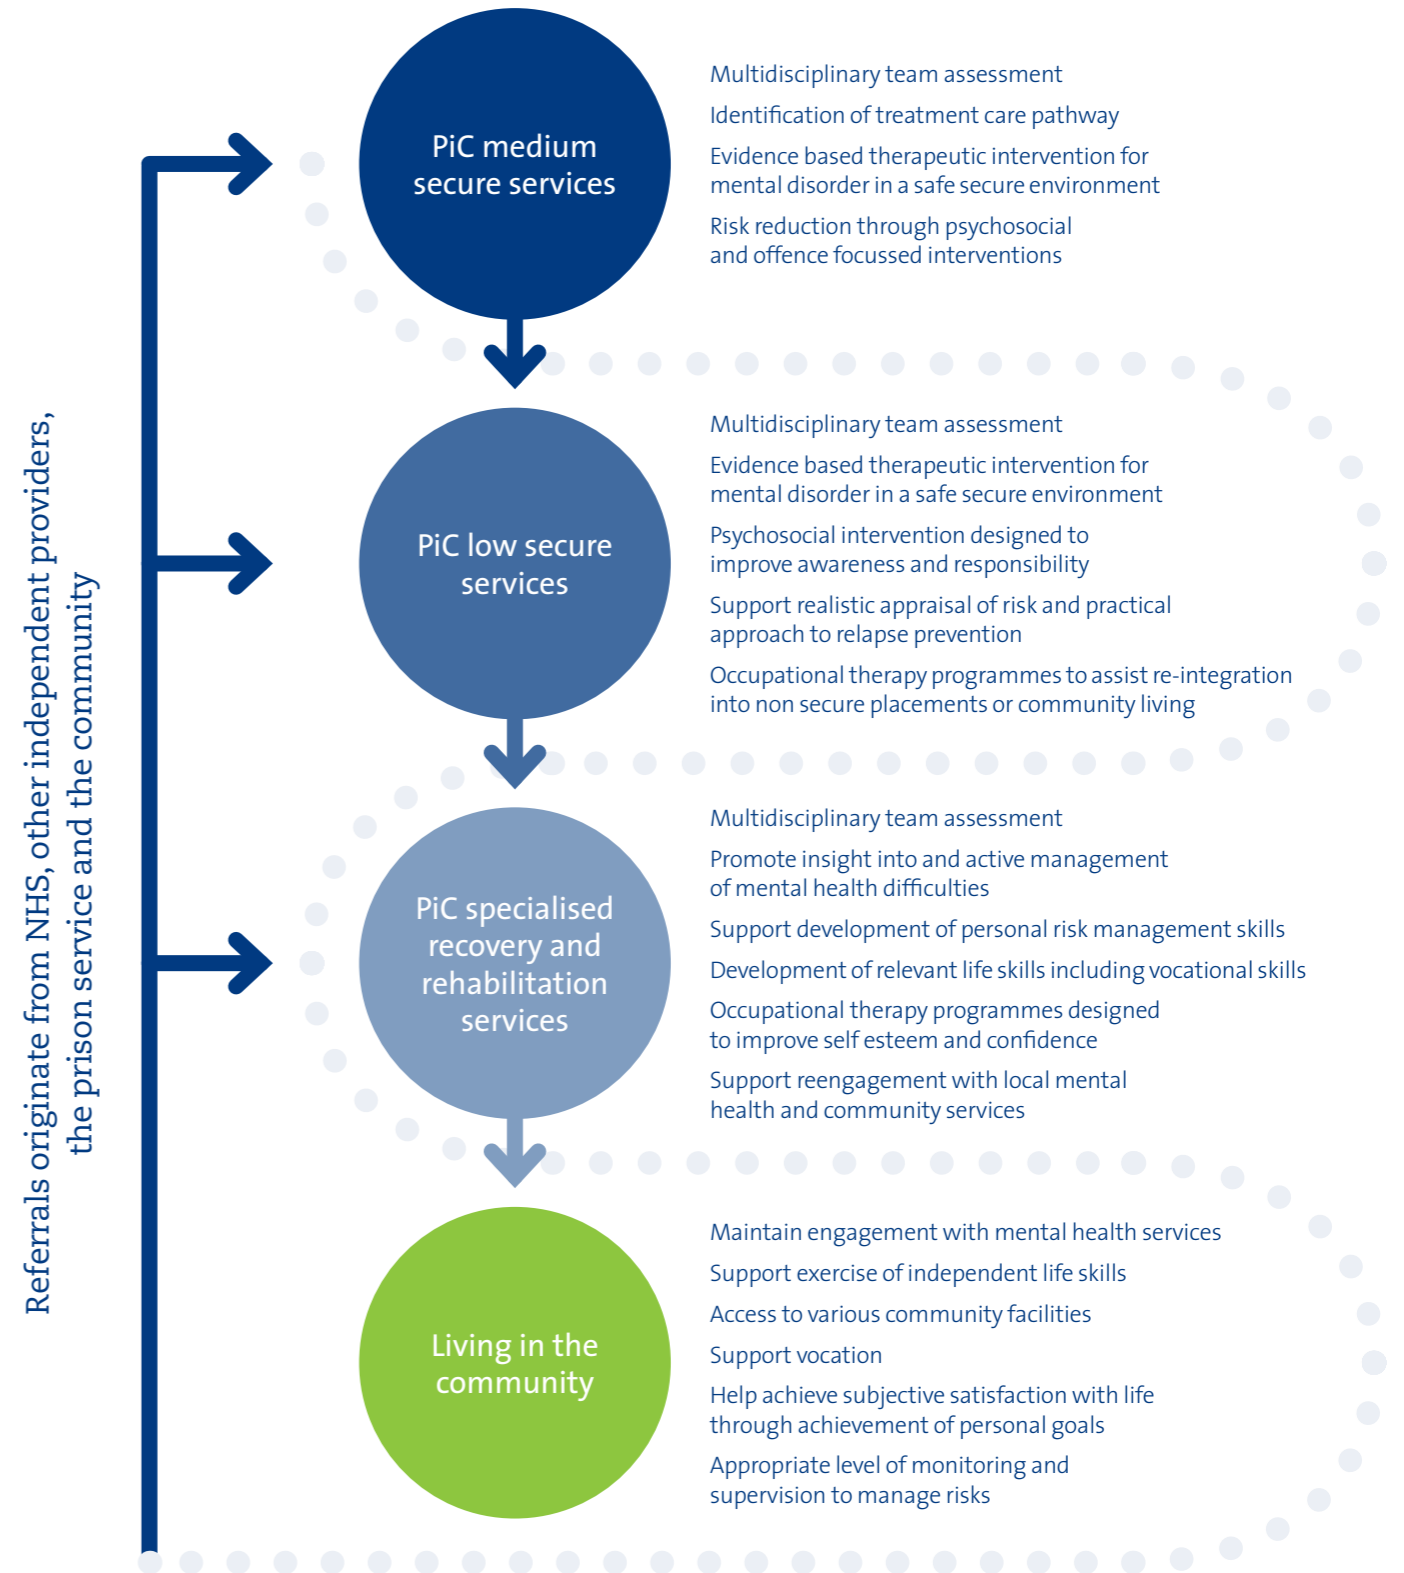 Referrals originate from NHS, other independent providers,
the prison service and the community
PiC medium
secure services
Multidisciplinary team assessment
Identification of treatment care pathway
Evidence based therapeutic intervention for
mental disorder in a safe secure environment
Risk reduction through psychosocial
and offence focussed interventions
PiC low secure
services
Multidisciplinary team assessment
Evidence based therapeutic intervention for
mental disorder in a safe secure environment
Psychosocial intervention designed to
improve awareness and responsibility
Support realistic appraisal of risk and practical
approach to relapse prevention
Occupational therapy programmes to assist re-integration
into non secure placements or community living
PiC specialised
recovery and
rehabilitation
services
Multidisciplinary team assessment
Promote insight into and active management
of mental health difficulties
Support development of personal risk management skills
Development of relevant life skills including vocational skills
Occupational therapy programmes designed
to improve self esteem and confidence
Support reengagement with local mental
health and community services
Living in the
community
Maintain engagement with mental health services
Support exercise of independent life skills
Access to various community facilities
Support vocation
Help achieve subjective satisfaction with life
through achievement of personal goals
Appropriate level of monitoring and
supervision to manage risks